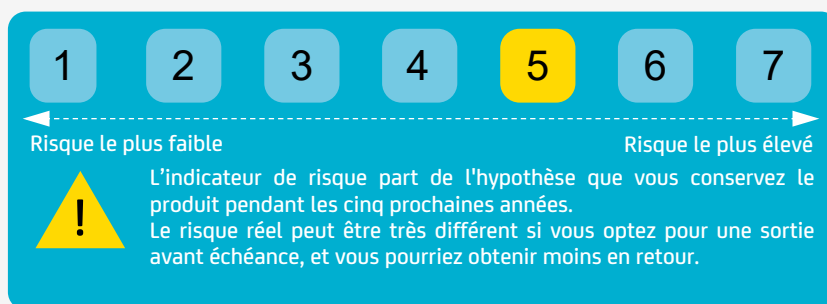 1 2 3 4 5 6 7
Risque le plus faible Risque le plus élevé
! L’indicateur de risque part de l'hypothèse que vous conservez le
produit pendant les cinq prochaines années.
Le risque réel peut être très différent si vous optez pour une sortie
avant échéance, et vous pourriez obtenir moins en retour.